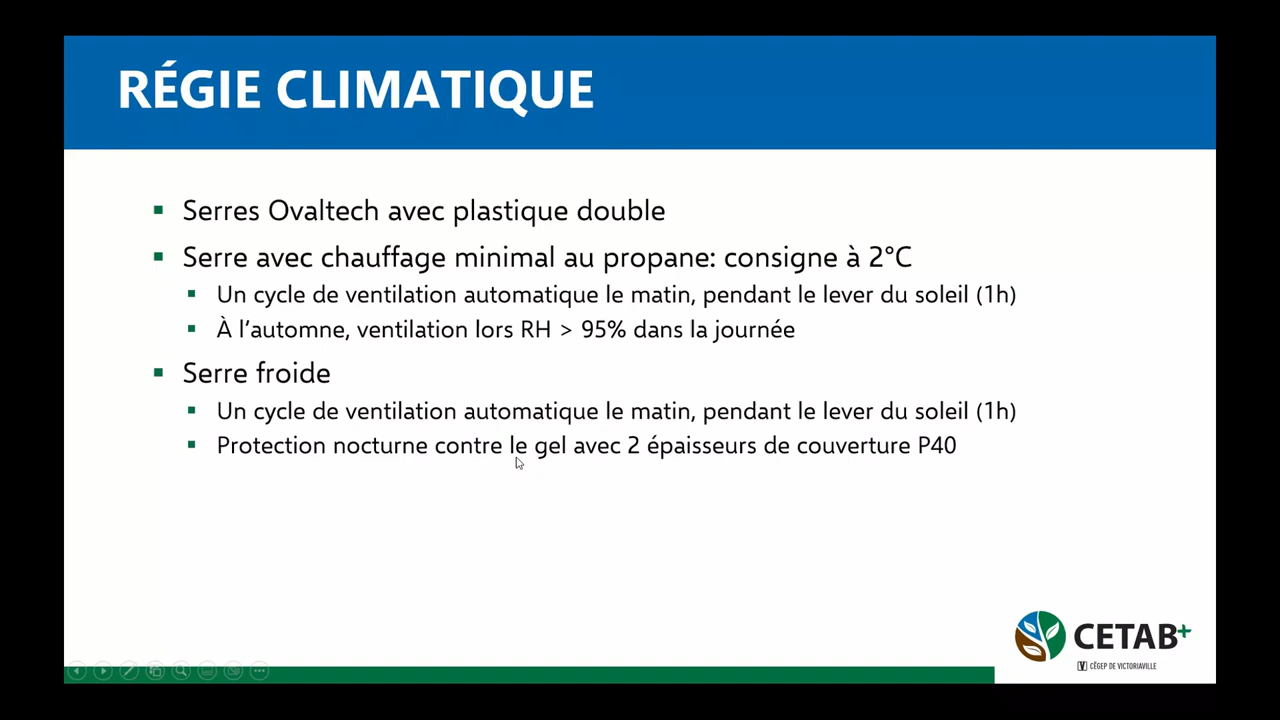 RÉGIE CLIMATIQUE
Serres Ovaltech avec plastique double
Serre avec chauffage minimal au propane: consigne à 2°C
Un cycle de ventilation automatique le matin, pendant le lever du soleil (1h)
À l'automne, ventilation lors RH > 95% dans la journée
Serre froide
Un cycle de ventilation automatique le matin, pendant le lever du soleil (1h)
Protection nocturne contre le gel avec 2 épaisseurs de couverture P40
CETAB+
CÉGEP DE VICTORIAVILLE